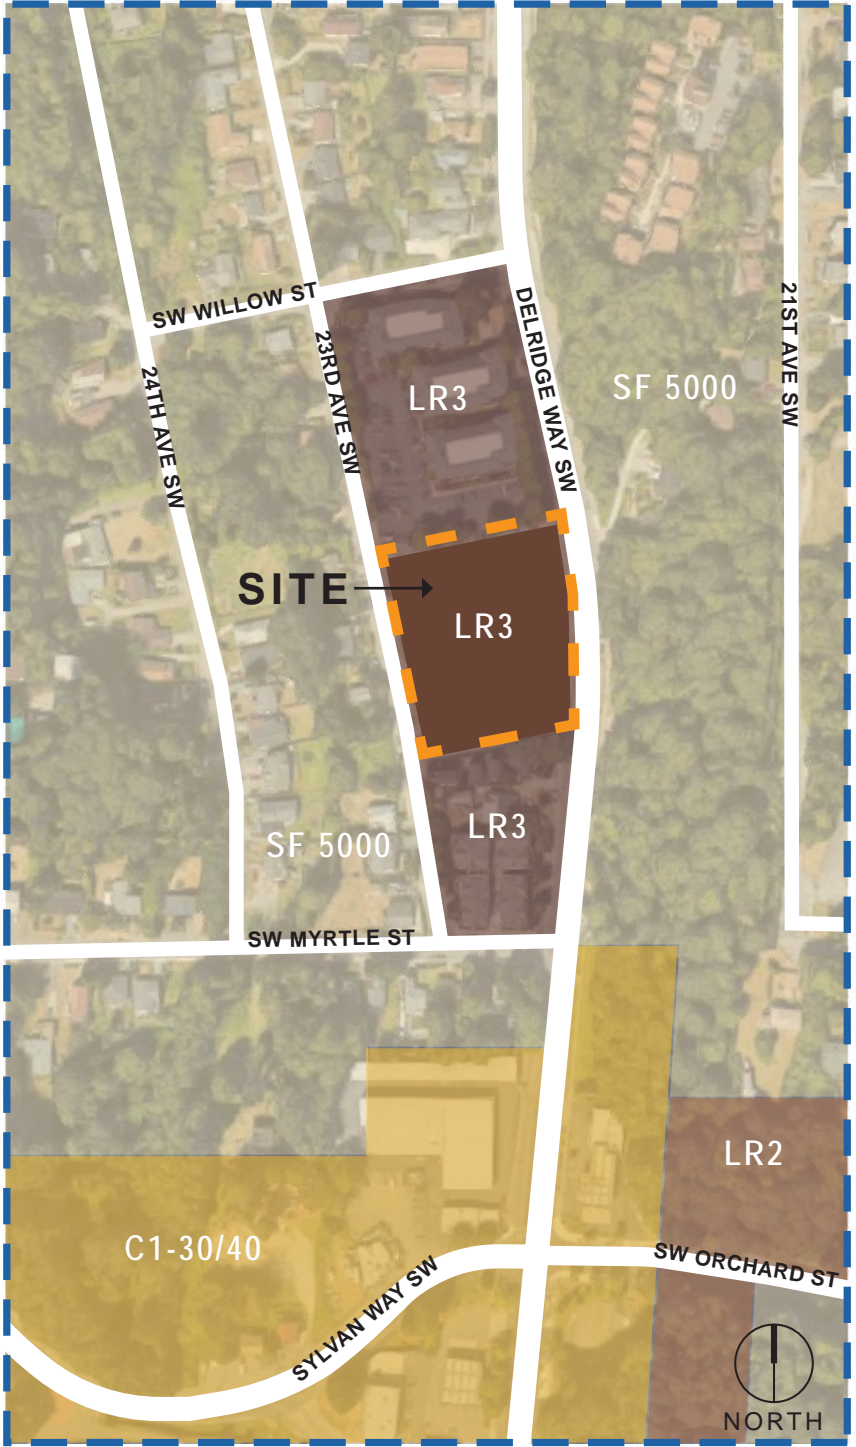 SW WILLOW ST
DELRIDGE WAY SW
21ST AVE SW
23RD AVE SW
24TH AVE SW
LR3
SF 5000
SITE
LR3
LR3
SF 5000
SW MYRTLE ST
LR2
C1-30/40
SW ORCHARD ST
SYLVAN WAY SW
NORTH